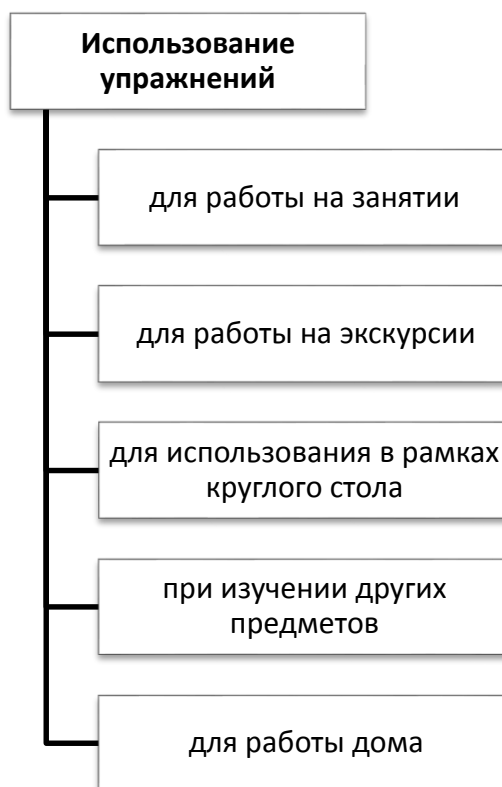 Использование
упражнений
для работы на занятии
для работы на экскурсии
для использования в рамках
круглого стола
при изучении других
предметов
для работы дома